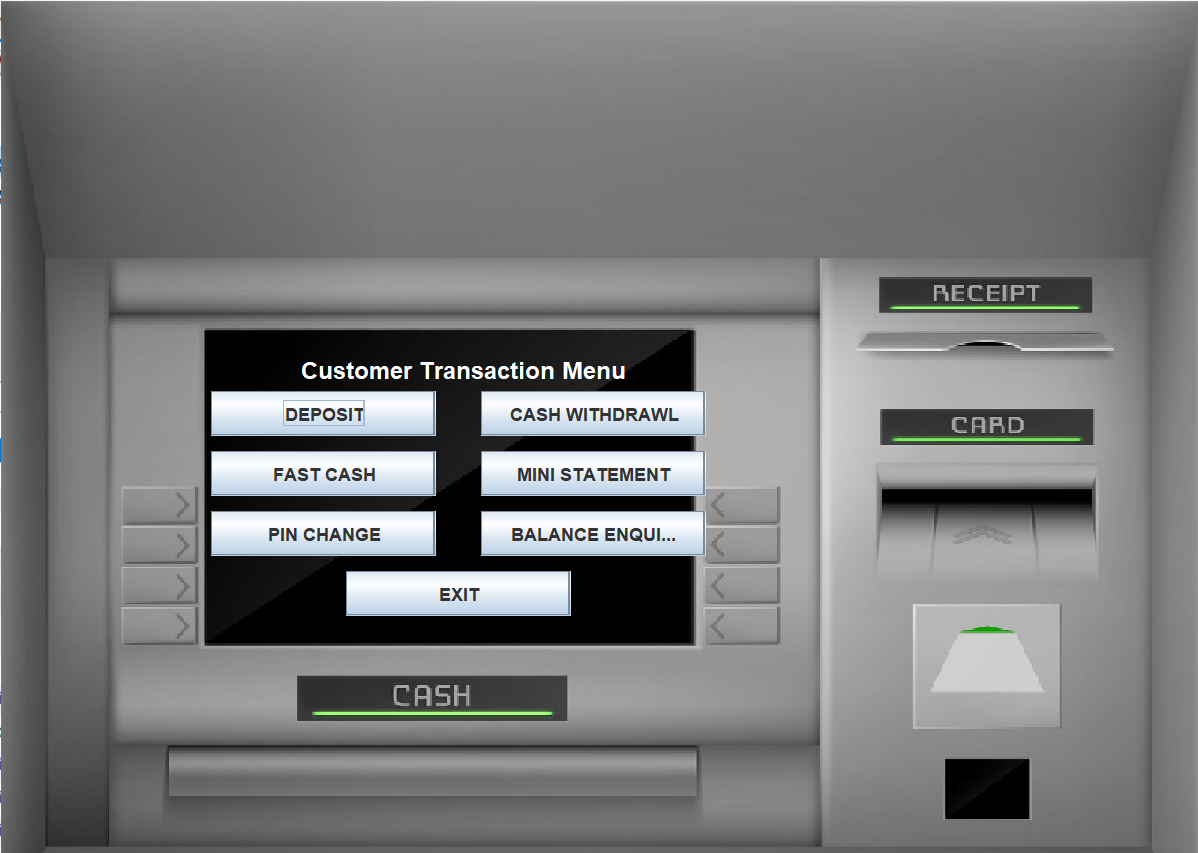 RECEIPT
Customer Transaction Menu
DEPOSIT
CASH WITHDRAWL
CARD
FAST CASH
MINI STATEMENT
PIN CHANGE
BALANCE ENQUI...
EXIT
CASH